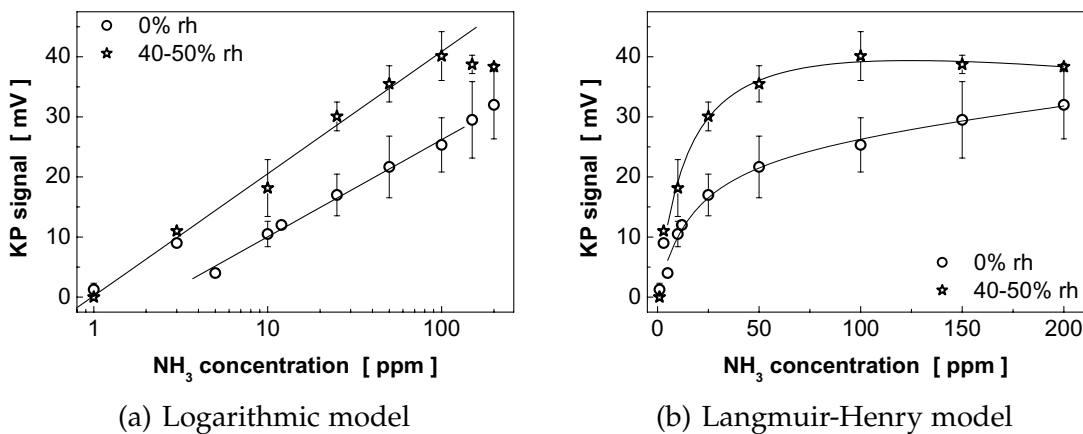 0% rh
40-50% rh
40
30
20
10
0
KP signal [ mV ]
1 10 100
NH₃ concentration [ ppm ]
(a) Logarithmic model
40
30
20
10
0
KP signal [ mV ]
0% rh
40-50% rh
0 50 100 150 200
NH₃ concentration [ ppm ]
(b) Langmuir-Henry model